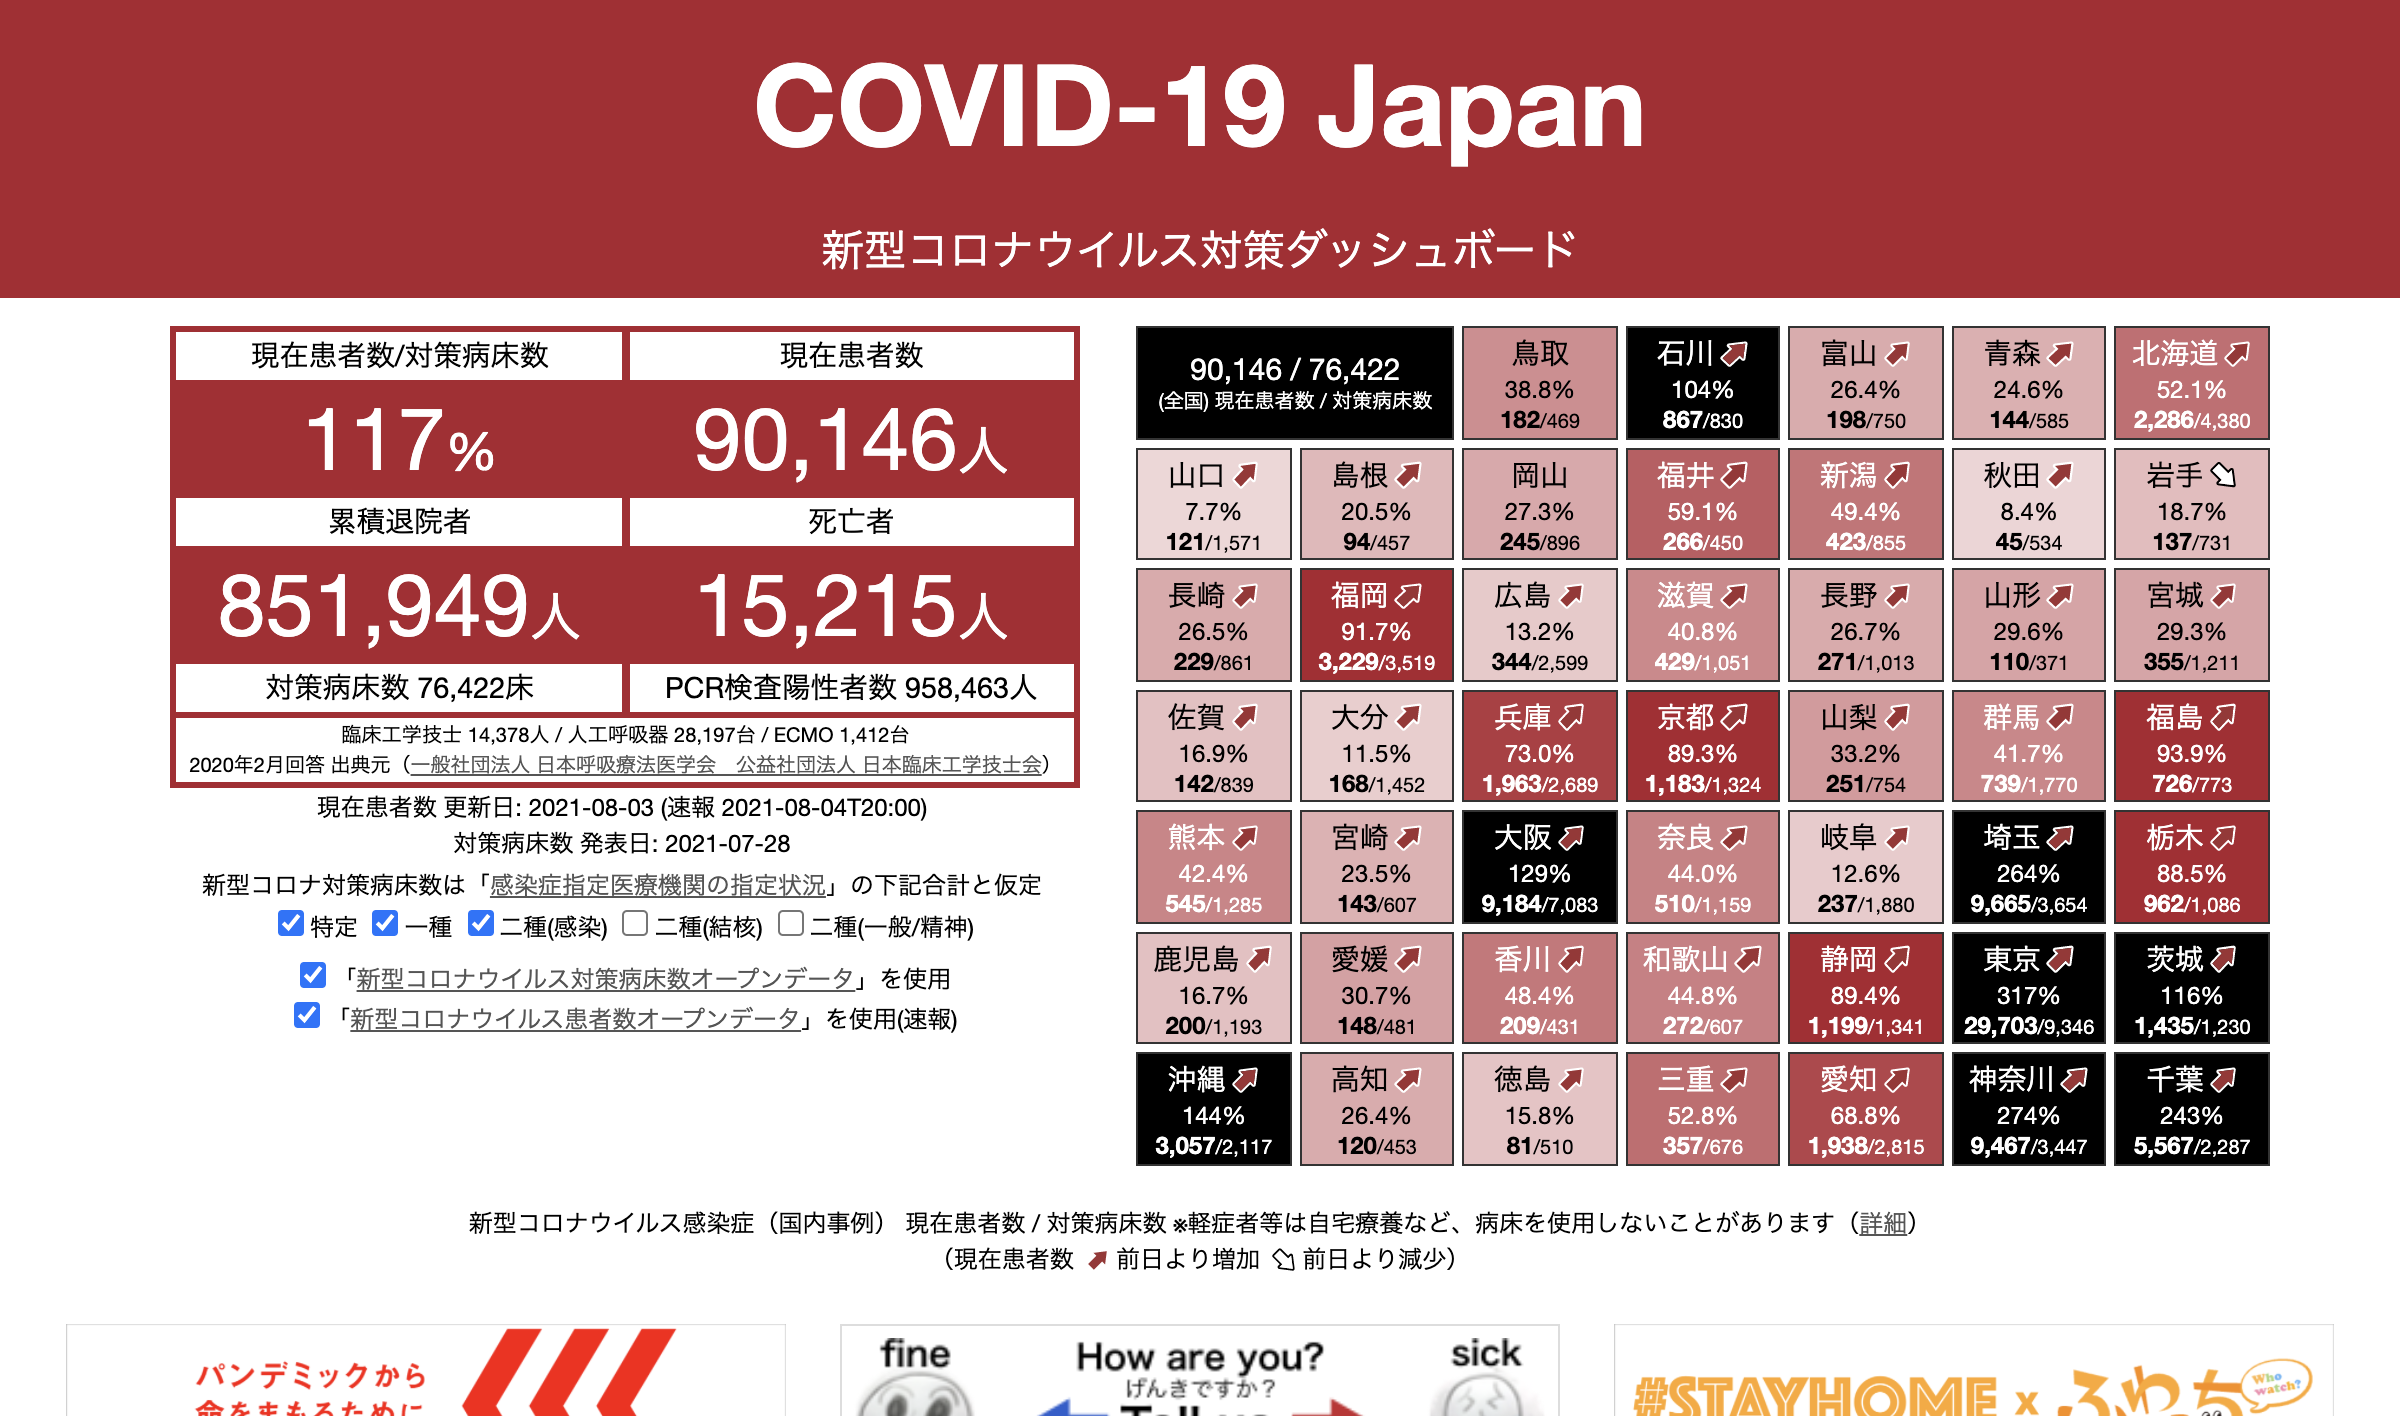 COVID-19 Japan
新型コロナウイルス対策ダッシュボード
現在患者数/対策病床数
現在患者数
117%
90,146人
累積退院者
死亡者
851,949人
15,215人
対策病床数 76,422床
PCR検査陽性者数 958,463人
臨床工学技士 14,378人 / 人工呼吸器 28,197台 / ECMO 1,412台
2020年2月回答 出典元（一般社団法人 日本呼吸療法医学会　公益社団法人 日本臨床工学技士会）
現在患者数 更新日: 2021-08-03 (速報 2021-08-04T20:00)
対策病床数 発表日: 2021-07-28
新型コロナ対策病床数は「感染症指定医療機関の指定状況」の下記合計と仮定
特定 一種 二種(感染) 二種(結核) 二種(一般/精神)
「新型コロナウイルス対策病床数オープンデータ」を使用
「新型コロナウイルス患者数オープンデータ」を使用(速報)
90,146 / 76,422
(全国) 現在患者数 / 対策病床数
鳥取
38.8%
182/469
石川
104%
867/830
富山
26.4%
198/750
青森
24.6%
144/585
北海道
52.1%
2,286/4,380
山口
7.7%
121/1,571
島根
20.5%
94/457
岡山
27.3%
245/896
福井
59.1%
266/450
新潟
49.4%
423/855
秋田
8.4%
45/534
岩手
18.7%
137/731
長崎
26.5%
229/861
福岡
91.7%
3,229/3,519
広島
13.2%
344/2,599
滋賀
40.8%
429/1,051
長野
26.7%
271/1,013
山形
29.6%
110/371
宮城
29.3%
355/1,211
佐賀
16.9%
142/839
大分
11.5%
168/1,452
兵庫
73.0%
1,963/2,689
京都
89.3%
1,183/1,324
山梨
33.2%
251/754
群馬
41.7%
739/1,770
福島
93.9%
726/773
熊本
42.4%
545/1,285
宮崎
23.5%
143/607
大阪
129%
9,184/7,083
奈良
44.0%
510/1,159
岐阜
12.6%
237/1,880
埼玉
264%
9,665/3,654
栃木
88.5%
962/1,086
鹿児島
16.7%
200/1,193
愛媛
30.7%
148/481
香川
48.4%
209/431
和歌山
44.8%
272/607
静岡
89.4%
1,199/1,341
東京
317%
29,703/9,346
茨城
116%
1,435/1,230
沖縄
144%
3,057/2,117
高知
26.4%
120/453
徳島
15.8%
81/510
三重
52.8%
357/676
愛知
68.8%
1,938/2,815
神奈川
274%
9,467/3,447
千葉
243%
5,567/2,287
新型コロナウイルス感染症（国内事例） 現在患者数 / 対策病床数 ※軽症者等は自宅療養など、病床を使用しないことがあります（詳細）
（現在患者数 前日より増加 前日より減少）
パンデミックから
命をまもるために
fine
How are you?
sick
げんきですか？
Tell us
#STAYHOME x ふわっち
Who watch?